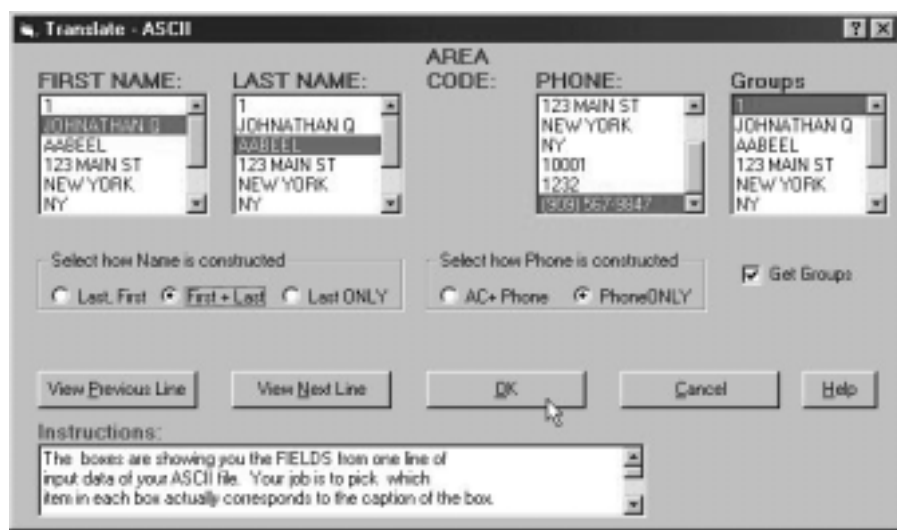 Translate - ASCII
AREA
FIRST NAME: LAST NAME: CODE: PHONE: Groups
1 1 123 MAIN ST 1
JOHNATHAN Q JOHNATHAN Q NEW YORK JOHNATHAN Q
AABEEL AABEEL NY AABEEL
123 MAIN ST 123 MAIN ST 10001 123 MAIN ST
NEW YORK NEW YORK 1232 NEW YORK
NY NY (909) 567-9847 NY
Select how Name is constructed Select how Phone is constructed
Last, First First + Last Last ONLY AC+ Phone PhoneONLY Get Groups
View Previous Line View Next Line OK Cancel Help
Instructions:
The boxes are showing you the FIELDS from one line of
input data of your ASCII file. Your job is to pick which
item in each box actually corresponds to the caption of the box.